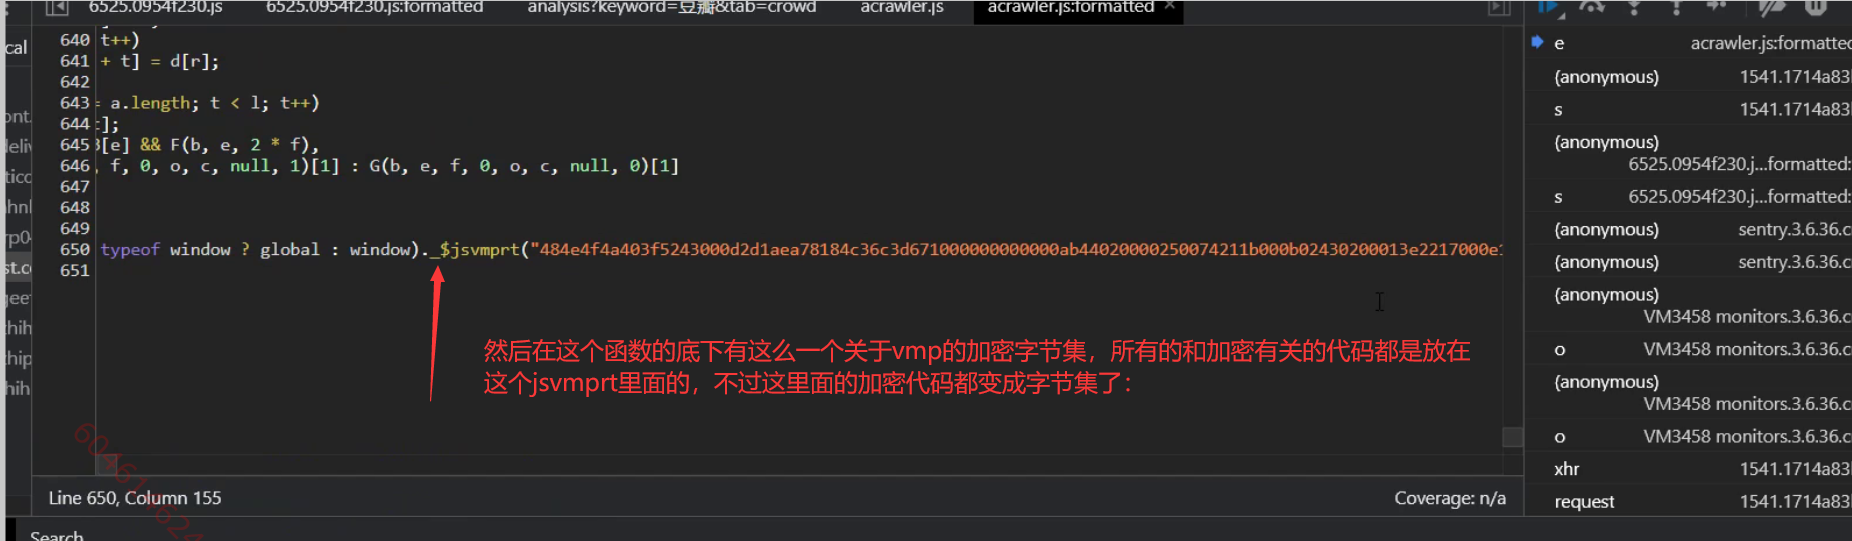 6525.0954f230.js 6525.0954f230.js:formatted analysis?keyword=豆瓣&tab=crowd acrawler.js acrawler.js:formatted ×
640 t++)
641 + t] = d[r];
642
643 = a.length; t < l; t++)
644 ];
645 [e] && F(b, e, 2 * f),
646 f, 0, o, c, null, 1)[1] : G(b, e, f, 0, o, c, null, 0)[1]
647
648
649
650 typeof window ? global : window)._$jsvmprt("484e4f4a403f5243000d2d1aea78184c36c3d671000000000000ab44020000250074211b000b02430200013e2217000e1
651
然后在这个函数的底下有这么一个关于vmp的加密字节集，所有的和加密有关的代码都是放在
这个jsvmprt里面的，不过这里面的加密代码都变成字节集了：
Line 650, Column 155 Coverage: n/a
Search
cal
ont.
deliv
tico
hnl
rp0
st.co
gee
chih
chip
hih
e acrawler.js:formatted
(anonymous) 1541.1714a83
s 1541.1714a83
(anonymous)
6525.0954f230.j...formatted:
s 6525.0954f230.j...formatted:
(anonymous) sentry.3.6.36.c
(anonymous) sentry.3.6.36.c
(anonymous)
VM3458 monitors.3.6.36.c
o VM3458 monitors.3.6.36.c
(anonymous)
VM3458 monitors.3.6.36.c
o VM3458 monitors.3.6.36.c
xhr 1541.1714a83
request 1541.1714a83
604614624